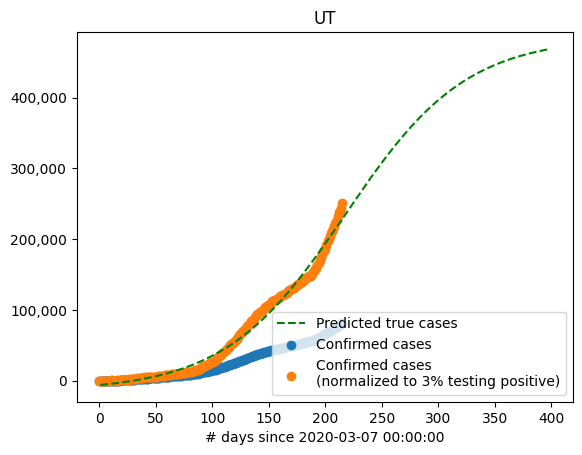 UT
400,000
300,000
200,000
100,000
0
Predicted true cases
Confirmed cases
Confirmed cases
(normalized to 3% testing positive)
0 50 100 150 200 250 300 350 400
# days since 2020-03-07 00:00:00